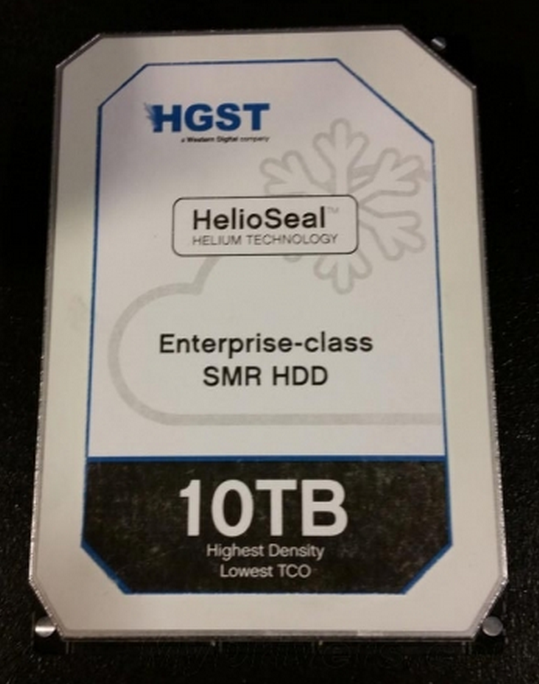 HGST
a Western Digital company
HelioSeal™
HELIUM TECHNOLOGY
Enterprise-class
SMR HDD
10TB
Highest Density
Lowest TCO